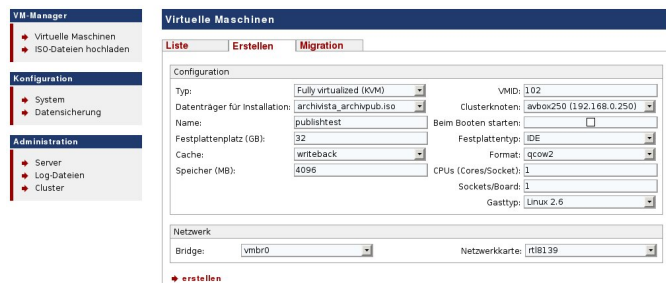 VM-Manager
Virtuelle Maschinen
ISO-Dateien hochladen
Konfiguration
System
Datensicherung
Administration
Server
Log-Dateien
Cluster
Virtuelle Maschinen
Liste Erstellen Migration
Configuration
Typ: Fully virtualized (KVM) VMID: 102
Datenträger für Installation: archivista_archivpub.iso Clusterknoten: avbox250 (192.168.0.250)
Name: publishtest Beim Booten starten:
Festplattenplatz (GB): 32 Festplattentyp: IDE
Cache: writeback Format: qcow2
Speicher (MB): 4096 CPUs (Cores/Socket): 1
Sockets/Board: 1
Gasttyp: Linux 2.6
Netzwerk
Bridge: vmbr0 Netzwerkkarte: rtl8139
erstellen